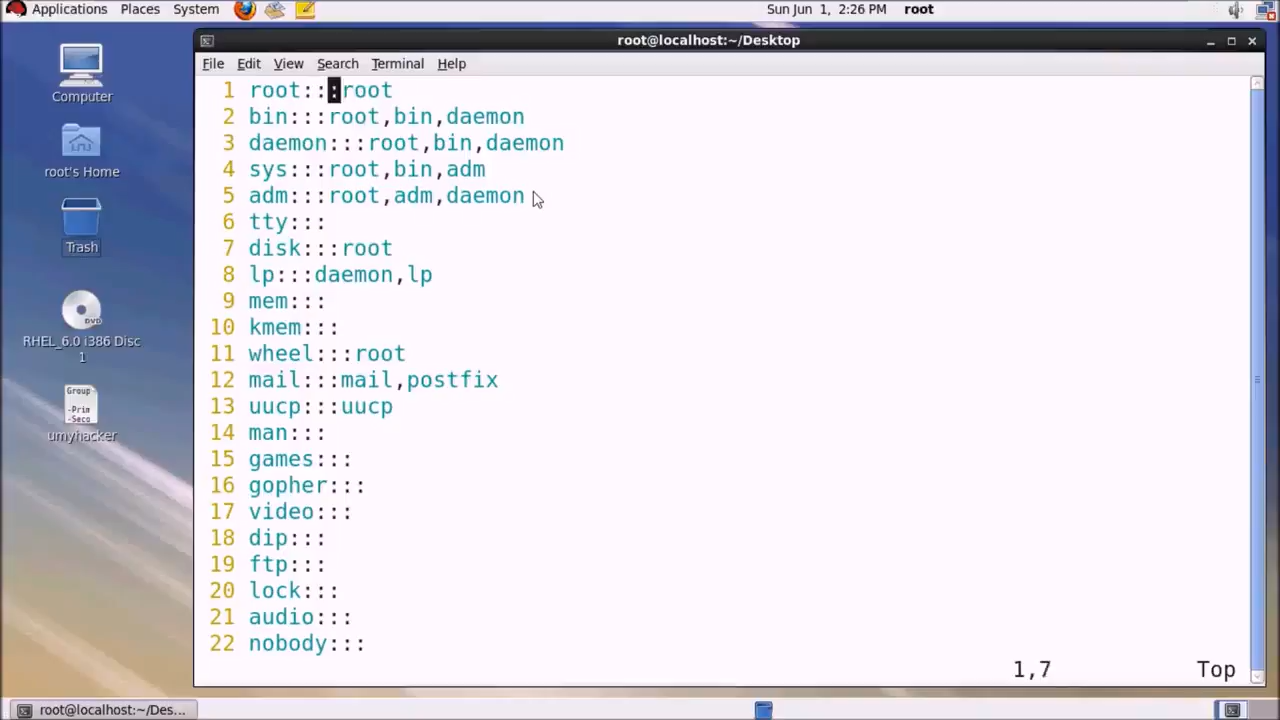 Applications Places System Sun Jun 1, 2:26 PM root
root@localhost:~/Desktop
File Edit View Search Terminal Help
Computer
root's Home
Trash
DVD
RHEL_6.0 i386 Disc
1
Group
-Prim
-Seco
umyhacker
1 root:::root
2 bin:::root,bin,daemon
3 daemon:::root,bin,daemon
4 sys:::root,bin,adm
5 adm:::root,adm,daemon
6 tty:::
7 disk:::root
8 lp:::daemon,lp
9 mem:::
10 kmem:::
11 wheel:::root
12 mail:::mail,postfix
13 uucp:::uucp
14 man:::
15 games:::
16 gopher:::
17 video:::
18 dip:::
19 ftp:::
20 lock:::
21 audio:::
22 nobody:::
1,7 Top
root@localhost:~/Des...